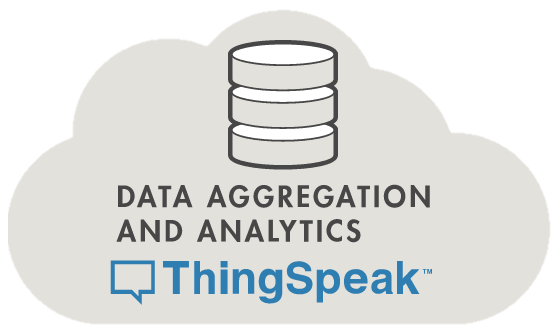 DATA AGGREGATION
AND ANALYTICS
ThingSpeak™